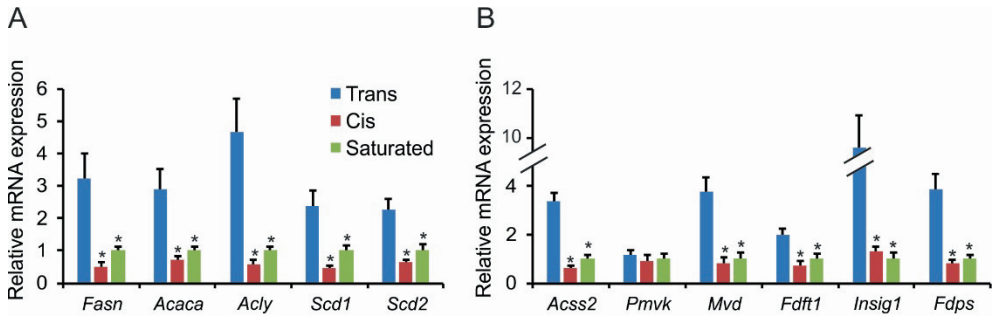 A
Relative mRNA expression
6
5
4
3
2
1
0
Trans
Cis
Saturated
* * * * * * * * * *
Fasn Acaca Acly Scd1 Scd2
B
Relative mRNA expression
12
10
4
2
0
* * * * * * * * * *
Acss2 Pmvk Mvd Fdft1 Insig1 Fdps